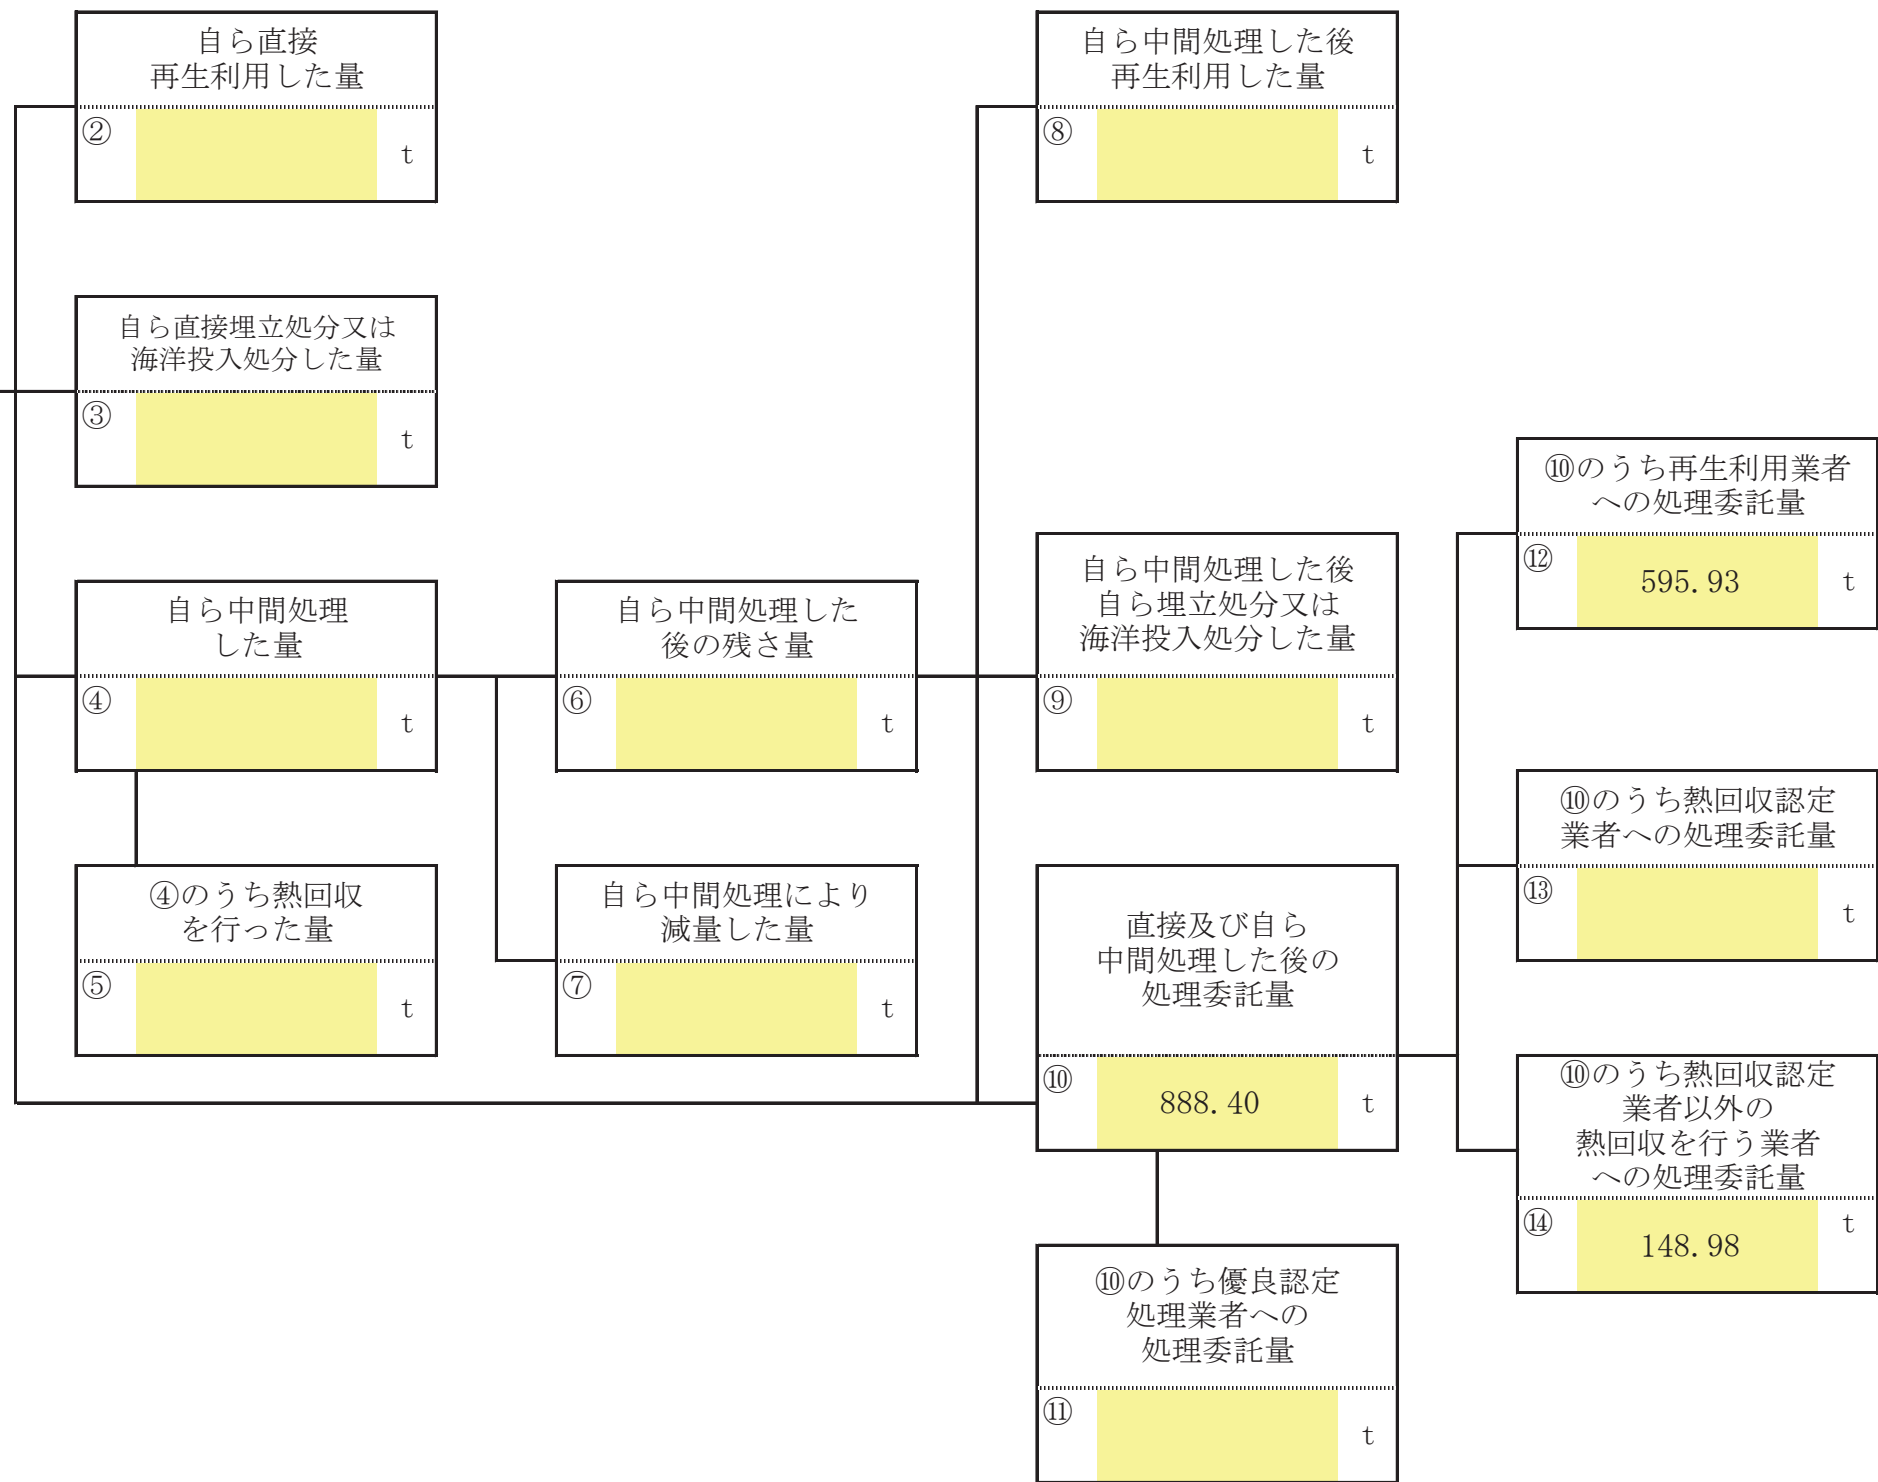 自ら直接
再生利用した量
②
t
自ら中間処理した後
再生利用した量
⑧
t
自ら直接埋立処分又は
海洋投入処分した量
③
t
⑩のうち再生利用業者
への処理委託量
⑫ 595.93 t
自ら中間処理
した量
④
t
自ら中間処理した
後の残さ量
⑥
t
自ら中間処理した後
自ら埋立処分又は
海洋投入処分した量
⑨
t
⑩のうち熱回収認定
業者への処理委託量
⑬
t
④のうち熱回収
を行った量
⑤
t
自ら中間処理により
減量した量
⑦
t
直接及び自ら
中間処理した後の
処理委託量
⑩ 888.40 t
⑩のうち熱回収認定
業者以外の
熱回収を行う業者
への処理委託量
⑭ 148.98 t
⑩のうち優良認定
処理業者への
処理委託量
⑪
t